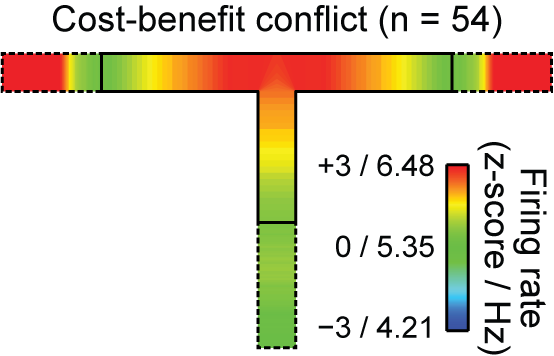 Cost-benefit conflict (n = 54)
+3 / 6.48
0 / 5.35
−3 / 4.21
Firing rate
(z-score / Hz)